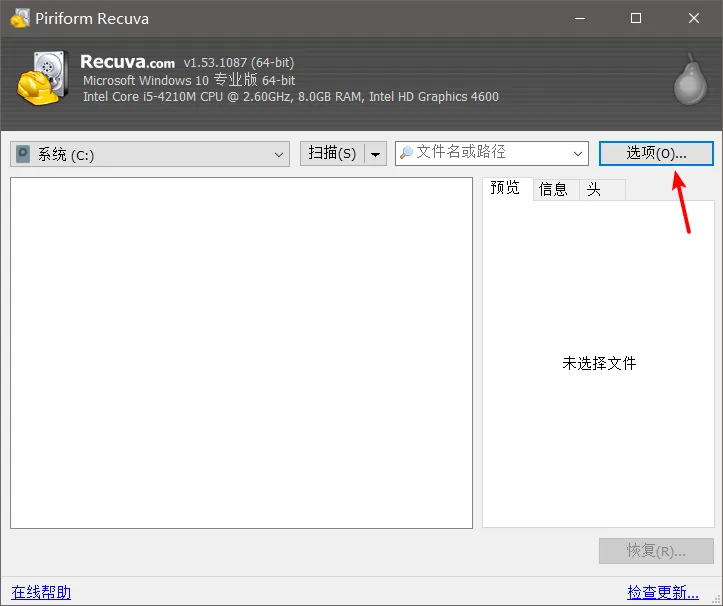 Piriform Recuva
Recuva.com v1.53.1087 (64-bit)
Microsoft Windows 10 专业版 64-bit
Intel Core i5-4210M CPU @ 2.60GHz, 8.0GB RAM, Intel HD Graphics 4600
系统 (C:) 扫描(S) 文件名或路径 选项(O)...
预览 信息 头
未选择文件
恢复(R)...
在线帮助 检查更新...